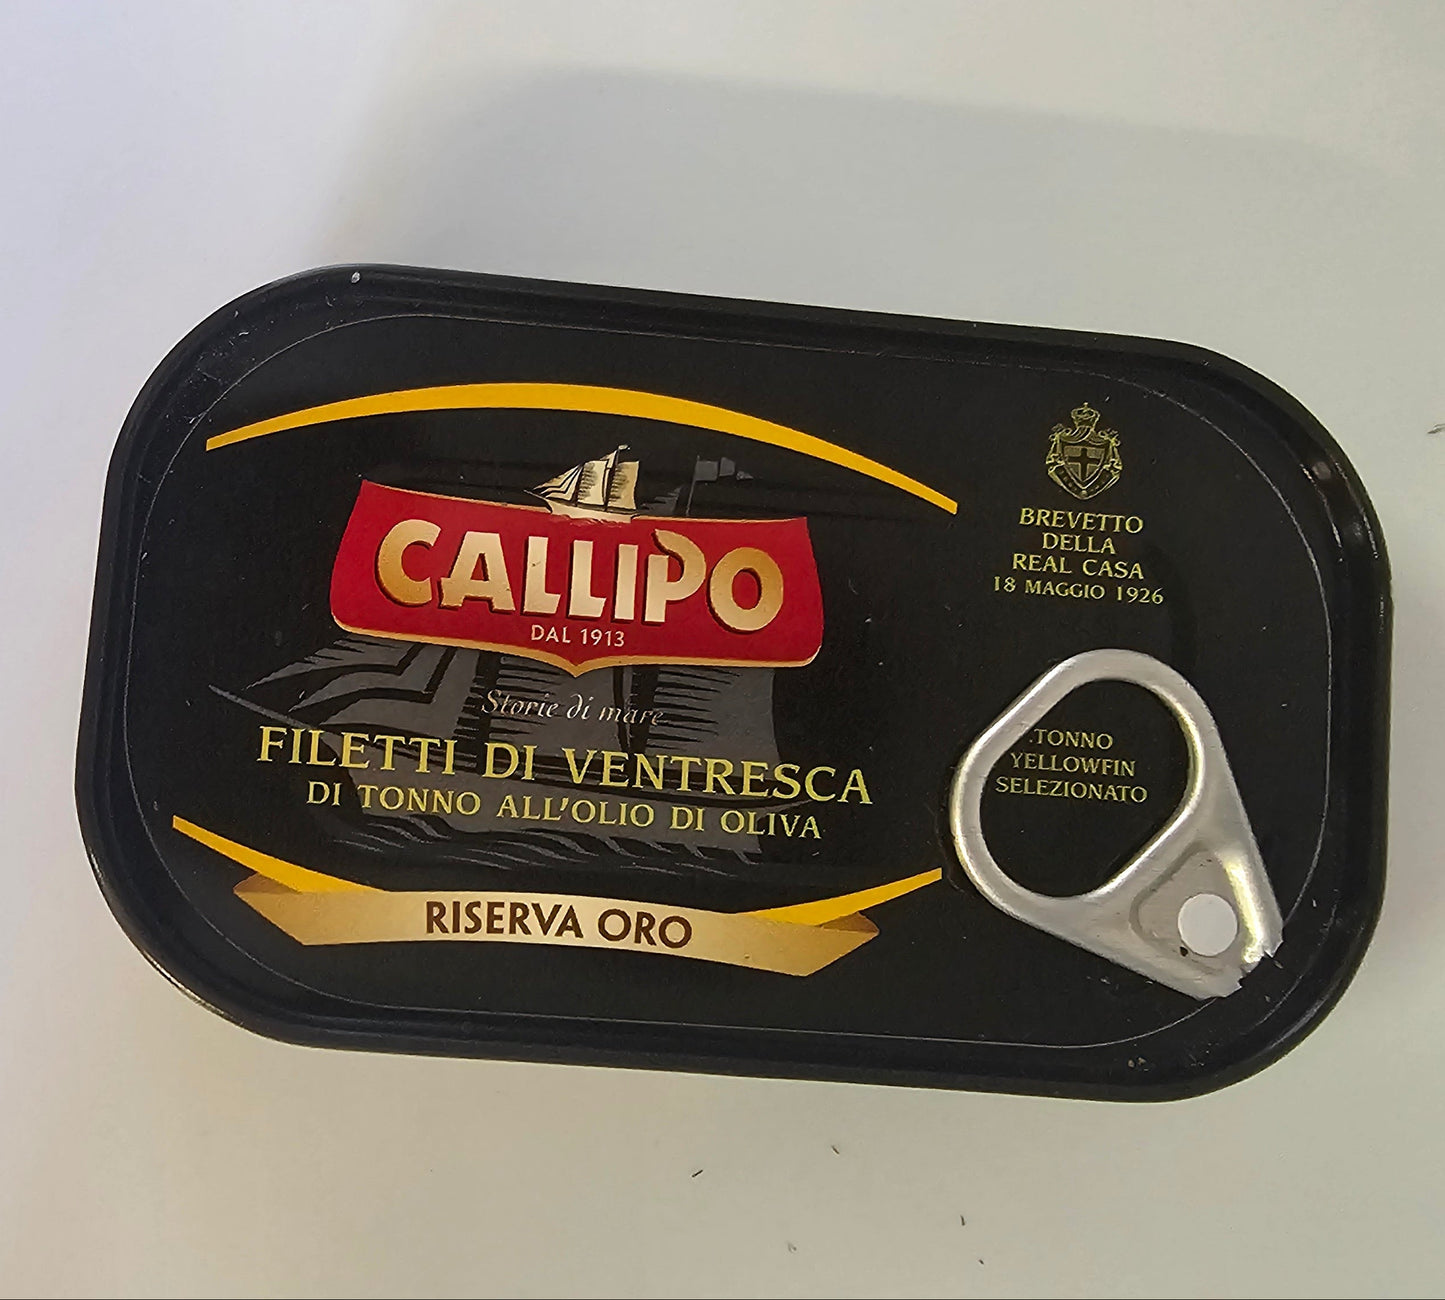 CALLIPO
DAL 1913
Storie di mare
FILETTI DI VENTRESCA
DI TONNO ALL'OLIO DI OLIVA
RISERVA ORO
BREVETTO
DELLA
REAL CASA
18 MAGGIO 1926
TONNO
YELLOWFIN
SELEZIONATO